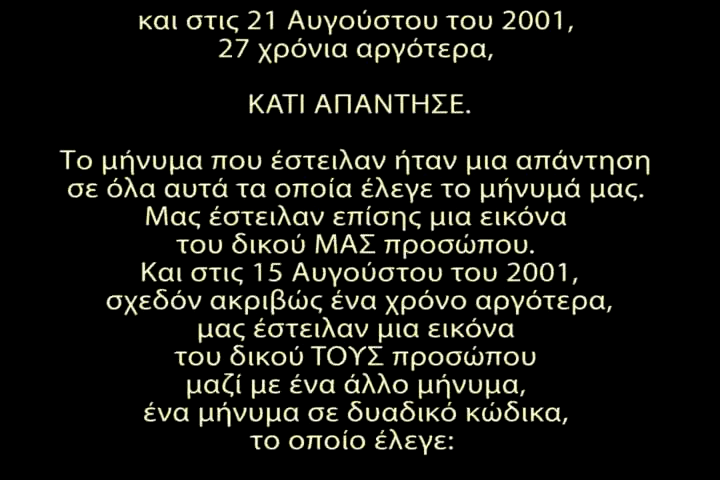 και στις 21 Αυγούστου του 2001,
27 χρόνια αργότερα,
ΚΑΤΙ ΑΠΑΝΤΗΣΕ.
Το μήνυμα που έστειλαν ήταν μια απάντηση
σε όλα αυτά τα οποία έλεγε το μήνυμά μας.
Μας έστειλαν επίσης μια εικόνα
του δικού ΜΑΣ προσώπου.
Και στις 15 Αυγούστου του 2001,
σχεδόν ακριβώς ένα χρόνο αργότερα,
μας έστειλαν μια εικόνα
του δικού ΤΟΥΣ προσώπου
μαζί με ένα άλλο μήνυμα,
ένα μήνυμα σε δυαδικό κώδικα,
το οποίο έλεγε: